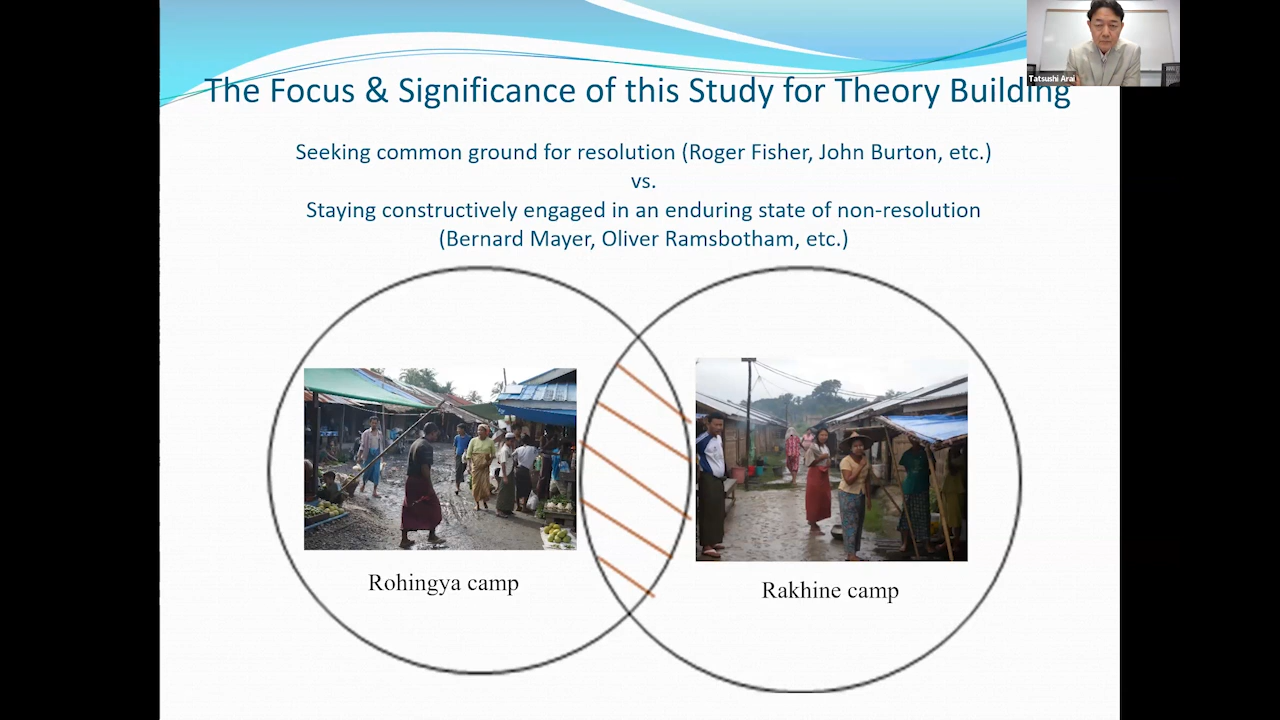 Tatsushi Arai
The Focus & Significance of this Study for Theory Building
Seeking common ground for resolution (Roger Fisher, John Burton, etc.)
vs.
Staying constructively engaged in an enduring state of non-resolution
(Bernard Mayer, Oliver Ramsbotham, etc.)
Rohingya camp
Rakhine camp